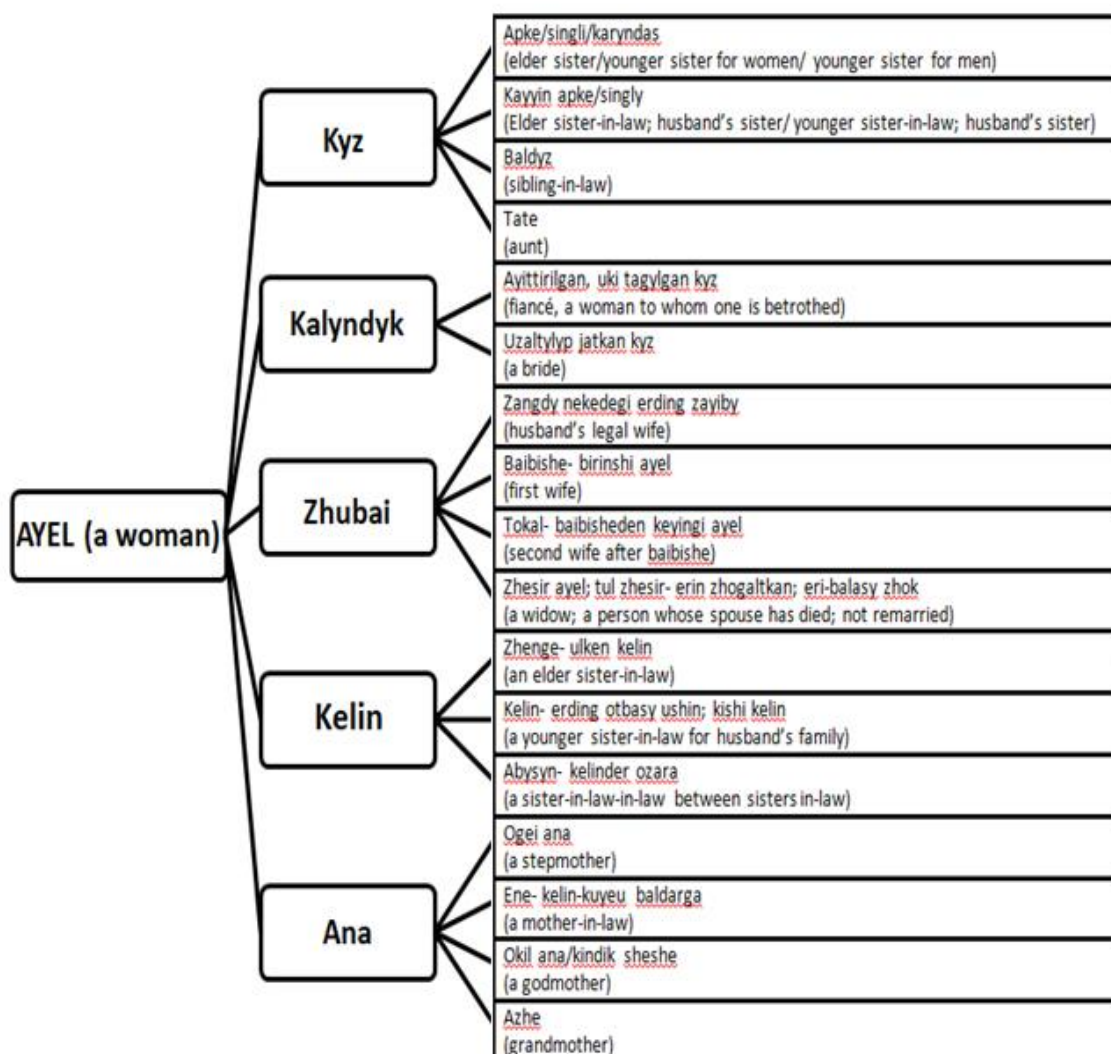 AYEL (a woman)
Kyz
Apke/singli/karyndas
(elder sister/younger sister for women/ younger sister for men)
Kayyin apke/singly
(Elder sister-in-law; husband's sister/ younger sister-in-law; husband's sister)
Baldyz
(sibling-in-law)
Tate
(aunt)
Kalyndyk
Ayittirilgan, uki tagylgan kyz
(fiancé, a woman to whom one is betrothed)
Uzaltylyp jatkan kyz
(a bride)
Zhubai
Zangdy nekedegi erding zayiby
(husband's legal wife)
Baibishe- birinshi ayel
(first wife)
Tokal- baibisheden keyingi ayel
(second wife after baibishe)
Zhesir ayel; tul zhesir- erin zhogaltkan; eri-balasy zhok
(a widow; a person whose spouse has died; not remarried)
Kelin
Zhenge- ulken kelin
(an elder sister-in-law)
Kelin- erding otbasy ushin; kishi kelin
(a younger sister-in-law for husband's family)
Abysyn- kelinder ozara
(a sister-in-law-in-law between sisters in-law)
Ana
Ogei ana
(a stepmother)
Ene- kelin-kuyeu baldarga
(a mother-in-law)
Okil ana/kindik sheshe
(a godmother)
Azhe
(grandmother)